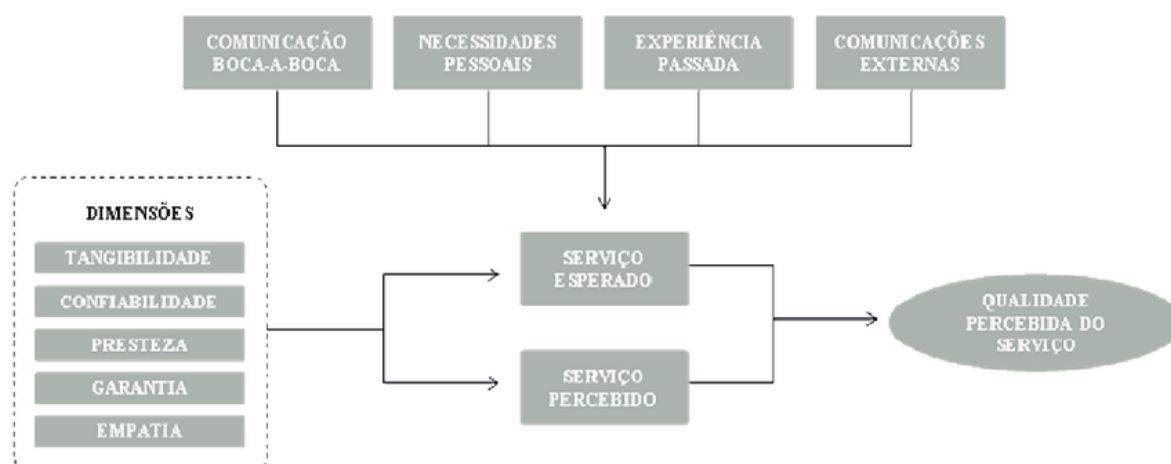 COMUNICAÇÃO
BOCA-A-BOCA
NECESSIDADES
PESSOAIS
EXPERIÊNCIA
PASSADA
COMUNICAÇÕES
EXTERNAS
DIMENSÕES
TANGIBILIDADE
CONFIABILIDADE
PRESTEZA
GARANTIA
EMPATIA
SERVIÇO
ESPERADO
SERVIÇO
PERCEBIDO
QUALIDADE
PERCEBIDA DO
SERVIÇO